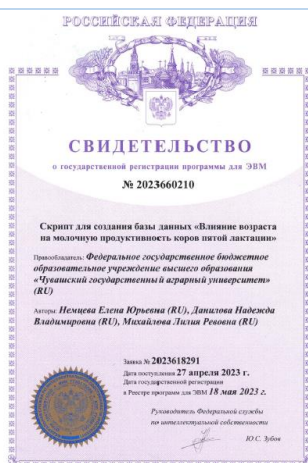 РОССИЙСКАЯ ФЕДЕРАЦИЯ
СВИДЕТЕЛЬСТВО
о государственной регистрации программы для ЭВМ
№ 2023660210
Скрипт для создания базы данных «Влияние возраста
на молочную продуктивность коров пятой лактации»
Правообладатель: Федеральное государственное бюджетное
образовательное учреждение высшего образования
«Чувашский государственный аграрный университет»
(RU)
Авторы: Немцева Елена Юрьевна (RU), Данилова Надежда
Владимировна (RU), Михайлова Лилия Ревовна (RU)
Заявка № 2023618291
Дата поступления 27 апреля 2023 г.
Дата государственной регистрации
в Реестре программ для ЭВМ 18 мая 2023 г.
Руководитель Федеральной службы
по интеллектуальной собственности
Ю.С. Зубов